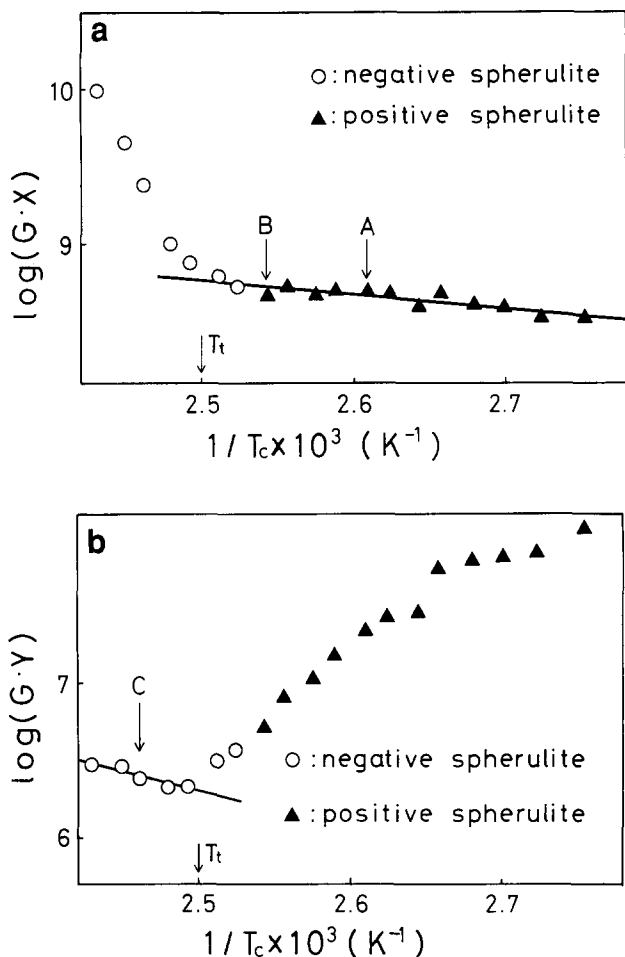 a
○:negative spherulite
▲:positive spherulite
10
9
B
A
Tt
log(G·X)
2.5
2.6
2.7
1/Tc×10³ (K⁻¹)
b
7
C
○:negative spherulite
▲:positive spherulite
6
Tt
log(G·Y)
2.5
2.6
2.7
1/Tc×10³ (K⁻¹)